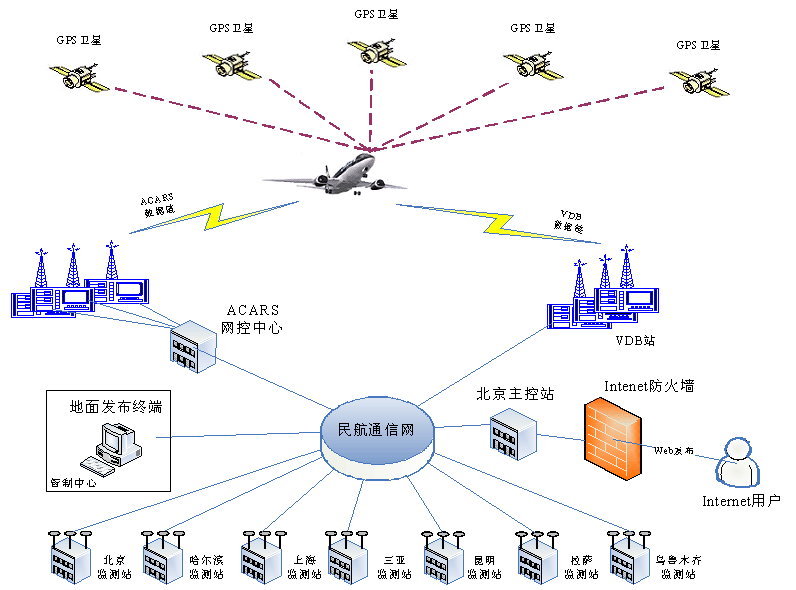 GPS卫星
GPS卫星
GPS卫星
GPS卫星
GPS卫星
ACARS
数据链
VDB
数据链
ACARS
网控中心
VDB站
地面发布终端
管制中心
民航通信网
北京主控站
Intenet防火墙
Web发布
Internet用户
北京
监测站
哈尔滨
监测站
上海
监测站
三亚
监测站
昆明
监测站
拉萨
监测站
乌鲁木齐
监测站